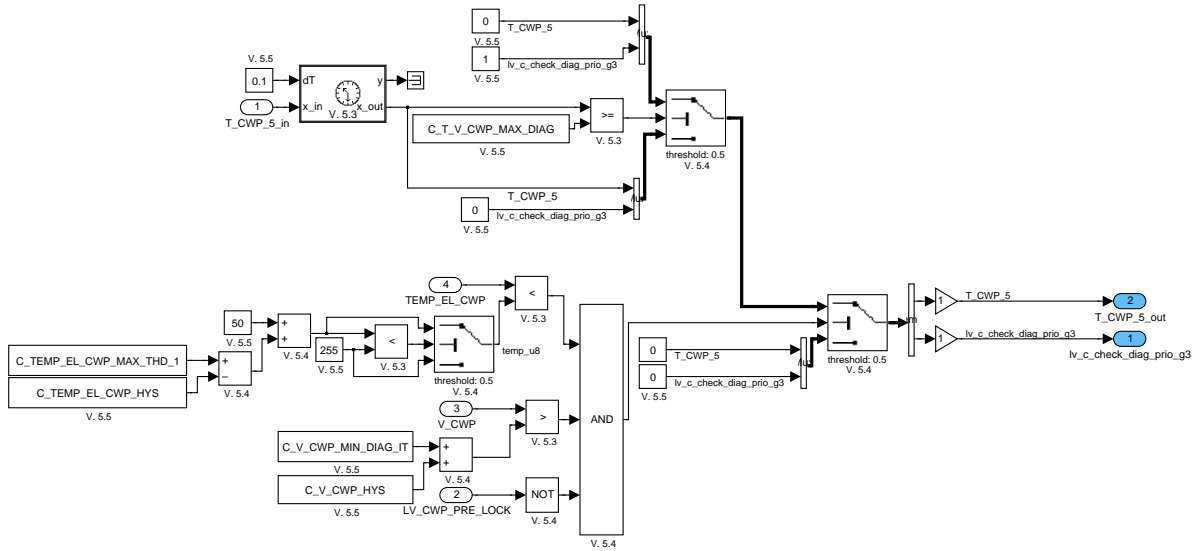 0
T_CWP_5
V. 5.5
1
lv_c_check_diag_prio_g3
V. 5.5
V. 5.5
0.1
dT
y
x_in
x_out
V. 5.3
1
T_CWP_5_in
C_T_V_CWP_MAX_DIAG
V. 5.5
>=
V. 5.3
threshold: 0.5
V. 5.4
T_CWP_5
0
lv_c_check_diag_prio_g3
V. 5.5
4
TEMP_EL_CWP
<
V. 5.3
50
V. 5.5
+
+
V. 5.4
255
V. 5.5
<
V. 5.3
temp_u8
threshold: 0.5
V. 5.4
C_TEMP_EL_CWP_MAX_THD_1
C_TEMP_EL_CWP_HYS
V. 5.5
+
−
V. 5.4
3
V_CWP
>
V. 5.3
C_V_CWP_MIN_DIAG_IT
V. 5.5
+
+
V. 5.4
C_V_CWP_HYS
V. 5.5
2
LV_CWP_PRE_LOCK
NOT
V. 5.4
AND
V. 5.4
0
T_CWP_5
0
lv_c_check_diag_prio_g3
V. 5.5
threshold: 0.5
V. 5.4
1
T_CWP_5
2
T_CWP_5_out
1
lv_c_check_diag_prio_g3
1
lv_c_check_diag_prio_g3